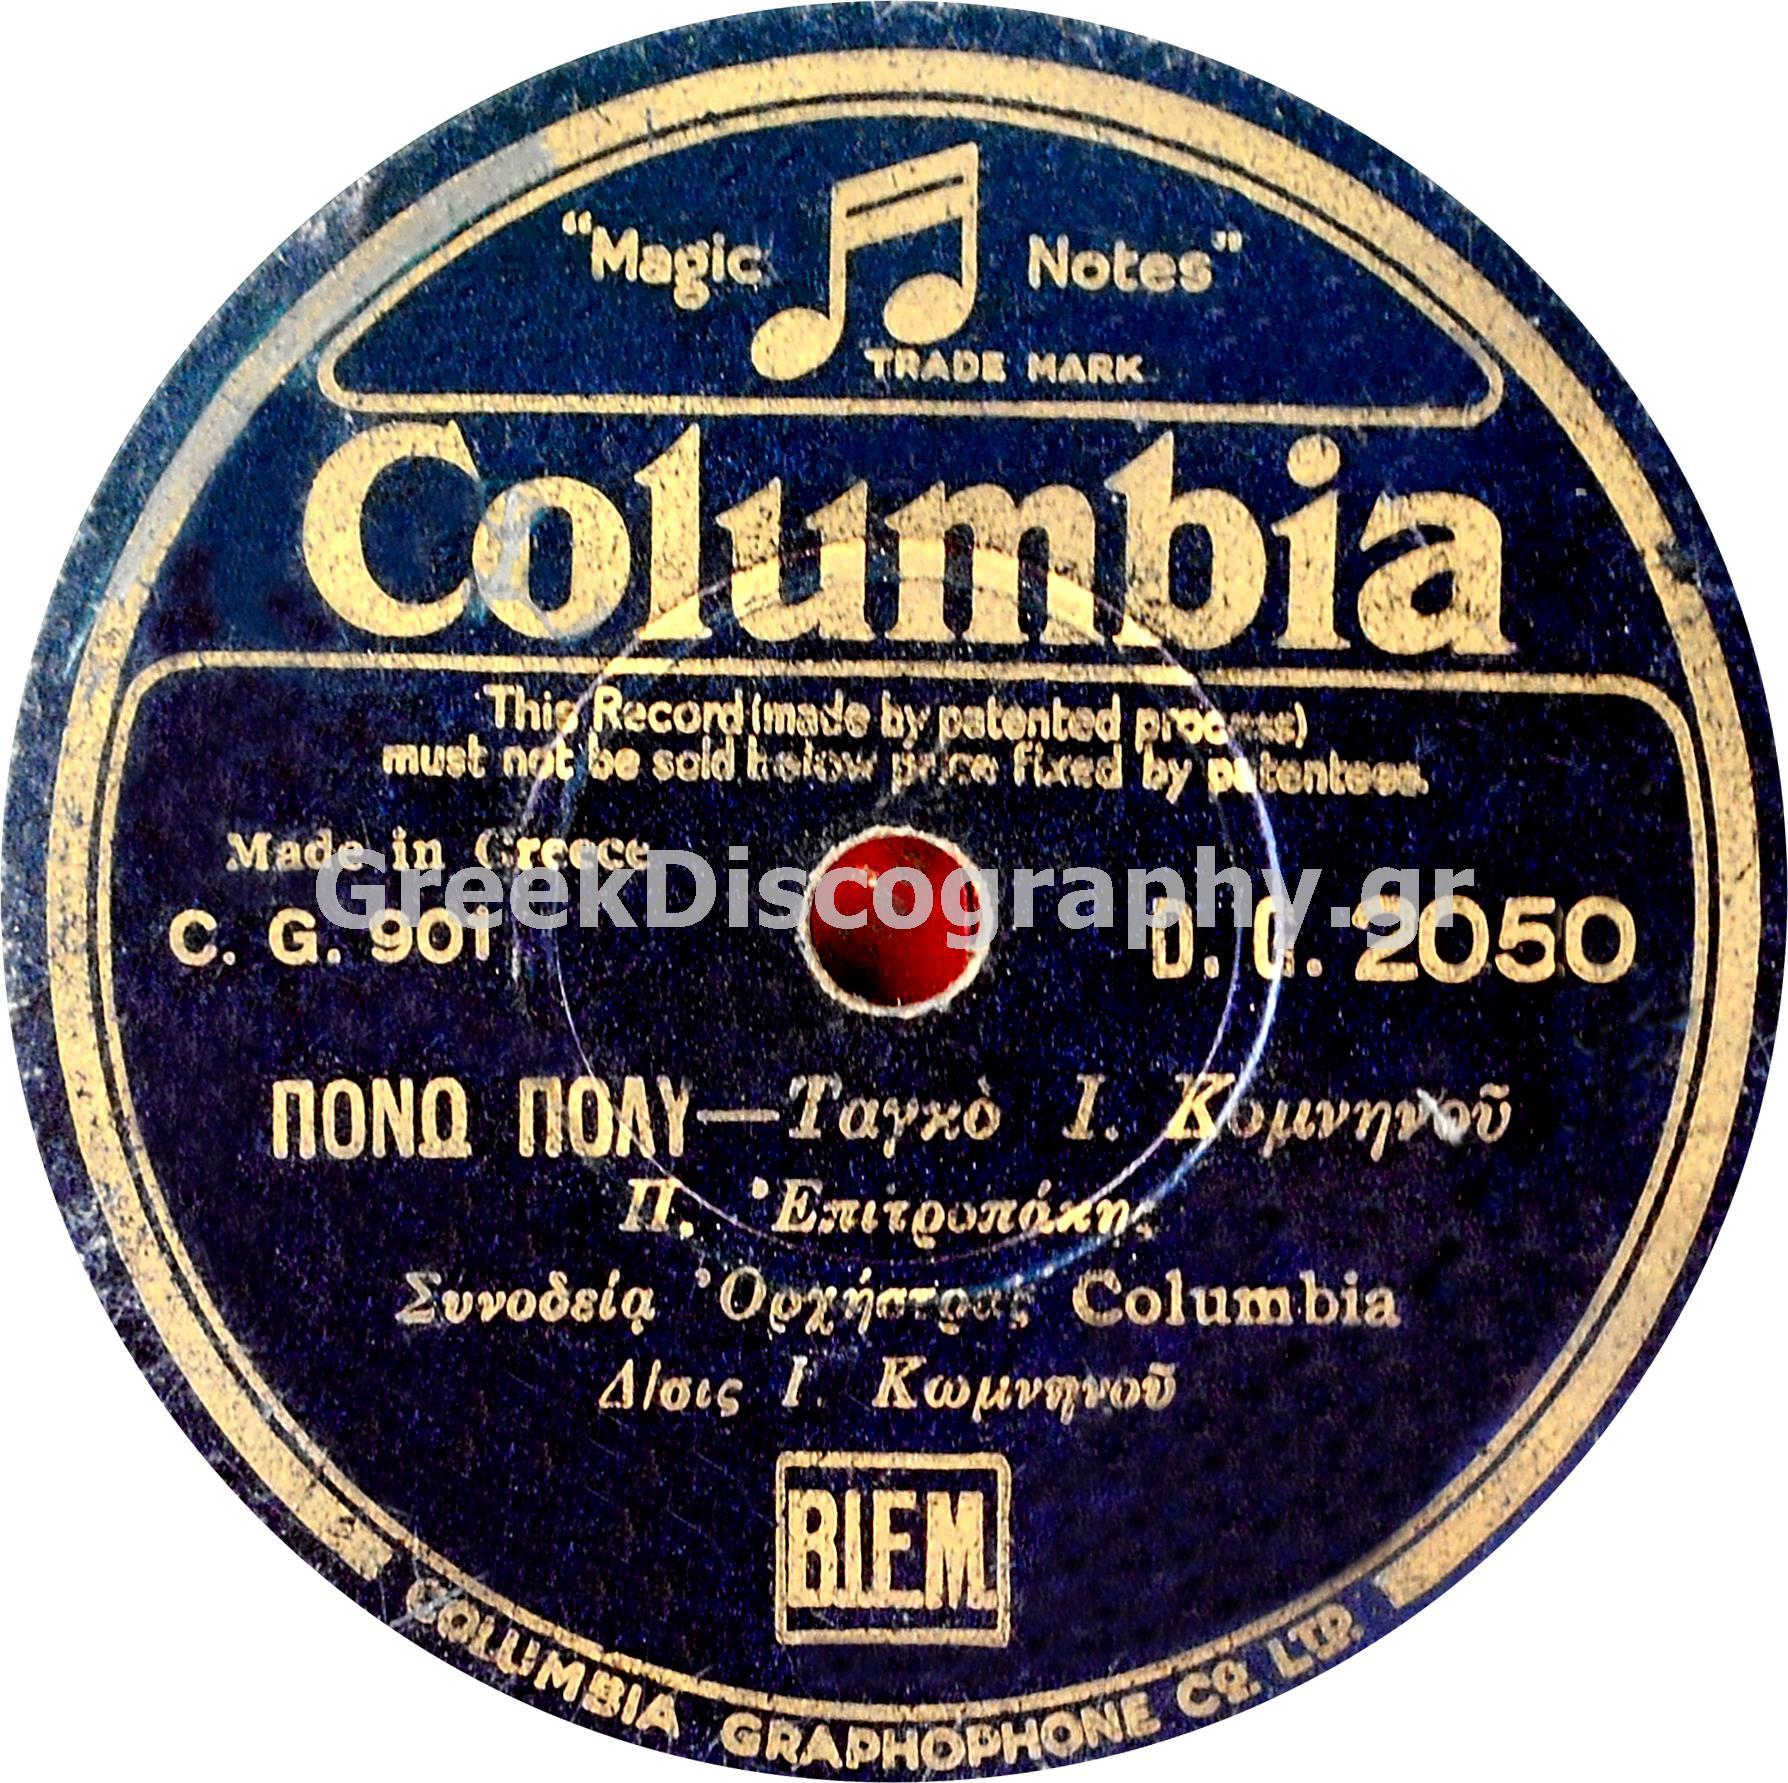 “Magic Notes”
TRADE MARK
Columbia
This Record (made by patented process)
must not be sold below price fixed by patentees.
Made in Greece
GreekDiscography.gr
C. G. 901
D. G. 2050
ΠΟΝΩ ΠΟΛΥ—Ταγκὸ Ι. Κομνηνοῦ
Π. Ἐπιτροπάκης
Συνοδείᾳ Ὀρχήστρας Columbia
Δ/σις Ι. Κωμνηνοῦ
B.I.E.M.
COLUMBIA GRAPHOPHONE CO. LTD.